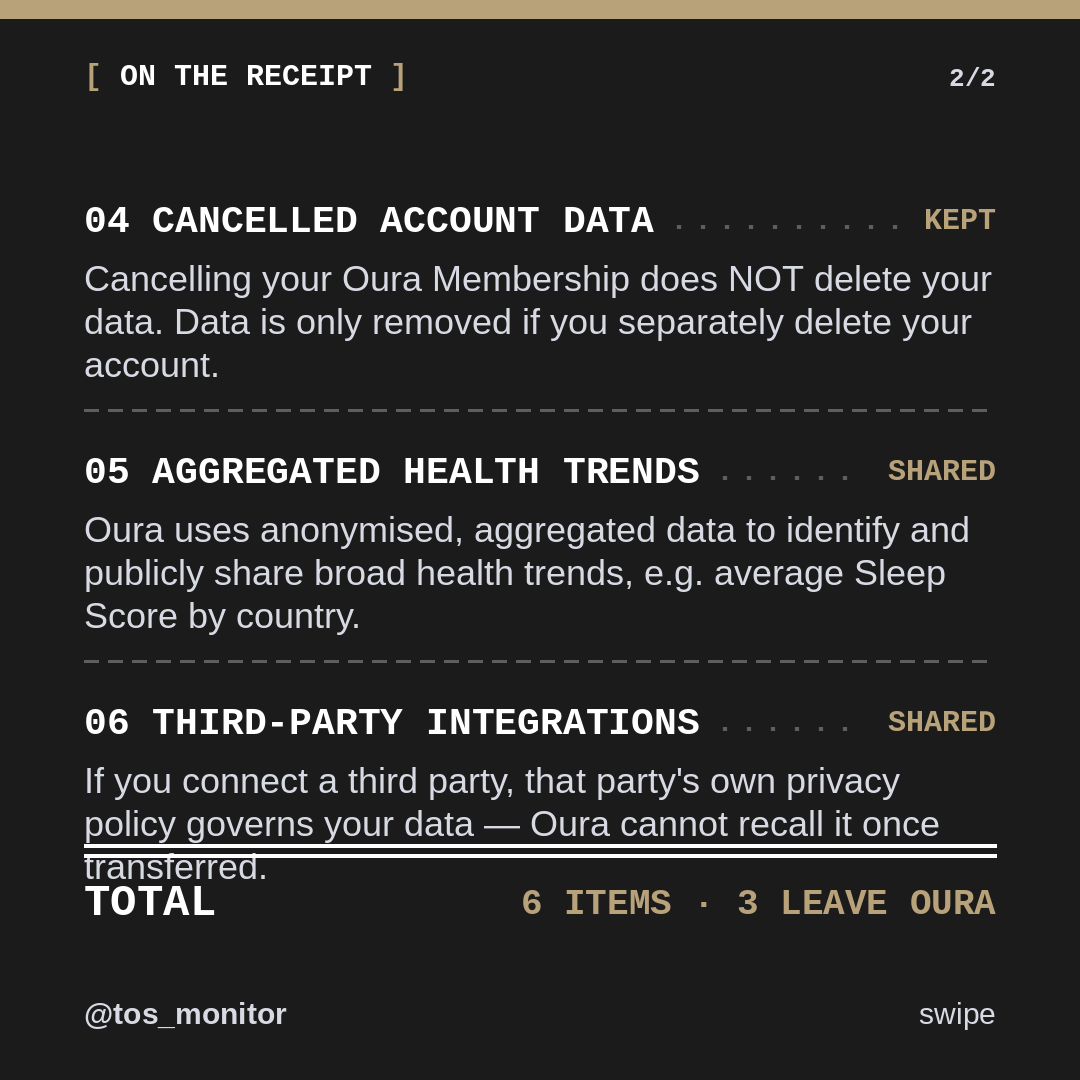 [ ON THE RECEIPT ]
2/2
04 CANCELLED ACCOUNT DATA . . . . . . . . . . KEPT
Cancelling your Oura Membership does NOT delete your
data. Data is only removed if you separately delete your
account.
05 AGGREGATED HEALTH TRENDS . . . . . . SHARED
Oura uses anonymised, aggregated data to identify and
publicly share broad health trends, e.g. average Sleep
Score by country.
06 THIRD-PARTY INTEGRATIONS . . . . . . SHARED
If you connect a third party, that party's own privacy
policy governs your data — Oura cannot recall it once
transferred.
TOTAL
6 ITEMS · 3 LEAVE OURA
@tos_monitor
swipe